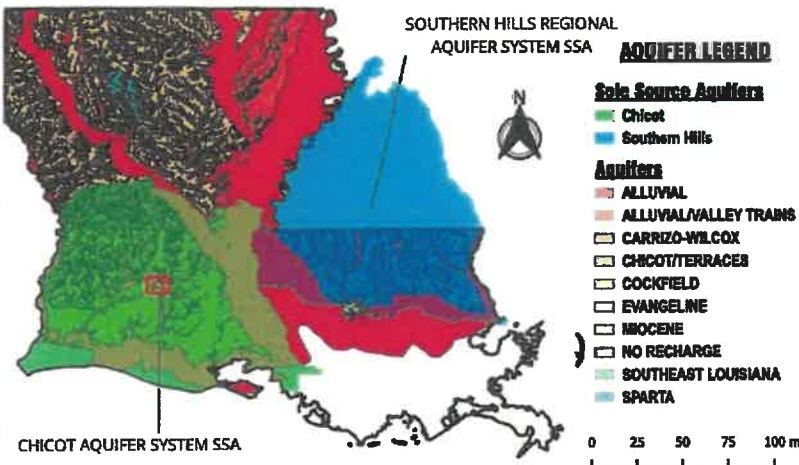 SOUTHERN HILLS REGIONAL
AQUIFER SYSTEM SSA
N
CHICOT AQUIFER SYSTEM SSA
AQUIFER LEGEND
Sole Source Aquifers
Chicot
Southern Hills
Aquifers
ALLUVIAL
ALLUVIAL/VALLEY TRAINS
CARRIZO-WILCOX
CHICOT/TERRACES
COCKFIELD
EVANGELINE
MIOCENE
NO RECHARGE
SOUTHEAST LOUISIANA
SPARTA
0 25 50 75 100 m